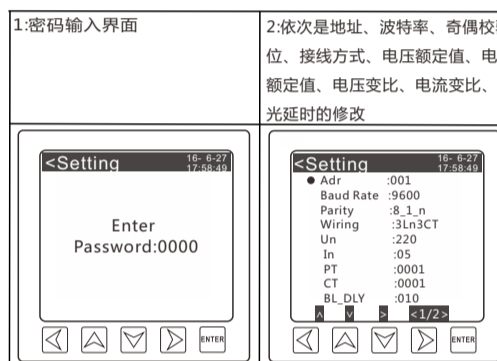 1:密码输入界面
2:依次是地址、波特率、奇偶校
位、接线方式、电压额定值、电
额定值、电压变比、电流变比、
光延时的修改
<Setting 16- 6-27
17:58:49
Enter
Password:0000
ENTER
<Setting 16- 6-27
17:58:49
Adr :001
Baud Rate :9600
Parity :8_1_n
Wiring :3Ln3CT
Un :220
In :05
PT :0001
CT :0001
BL_DLY :010
<1/2>
ENTER